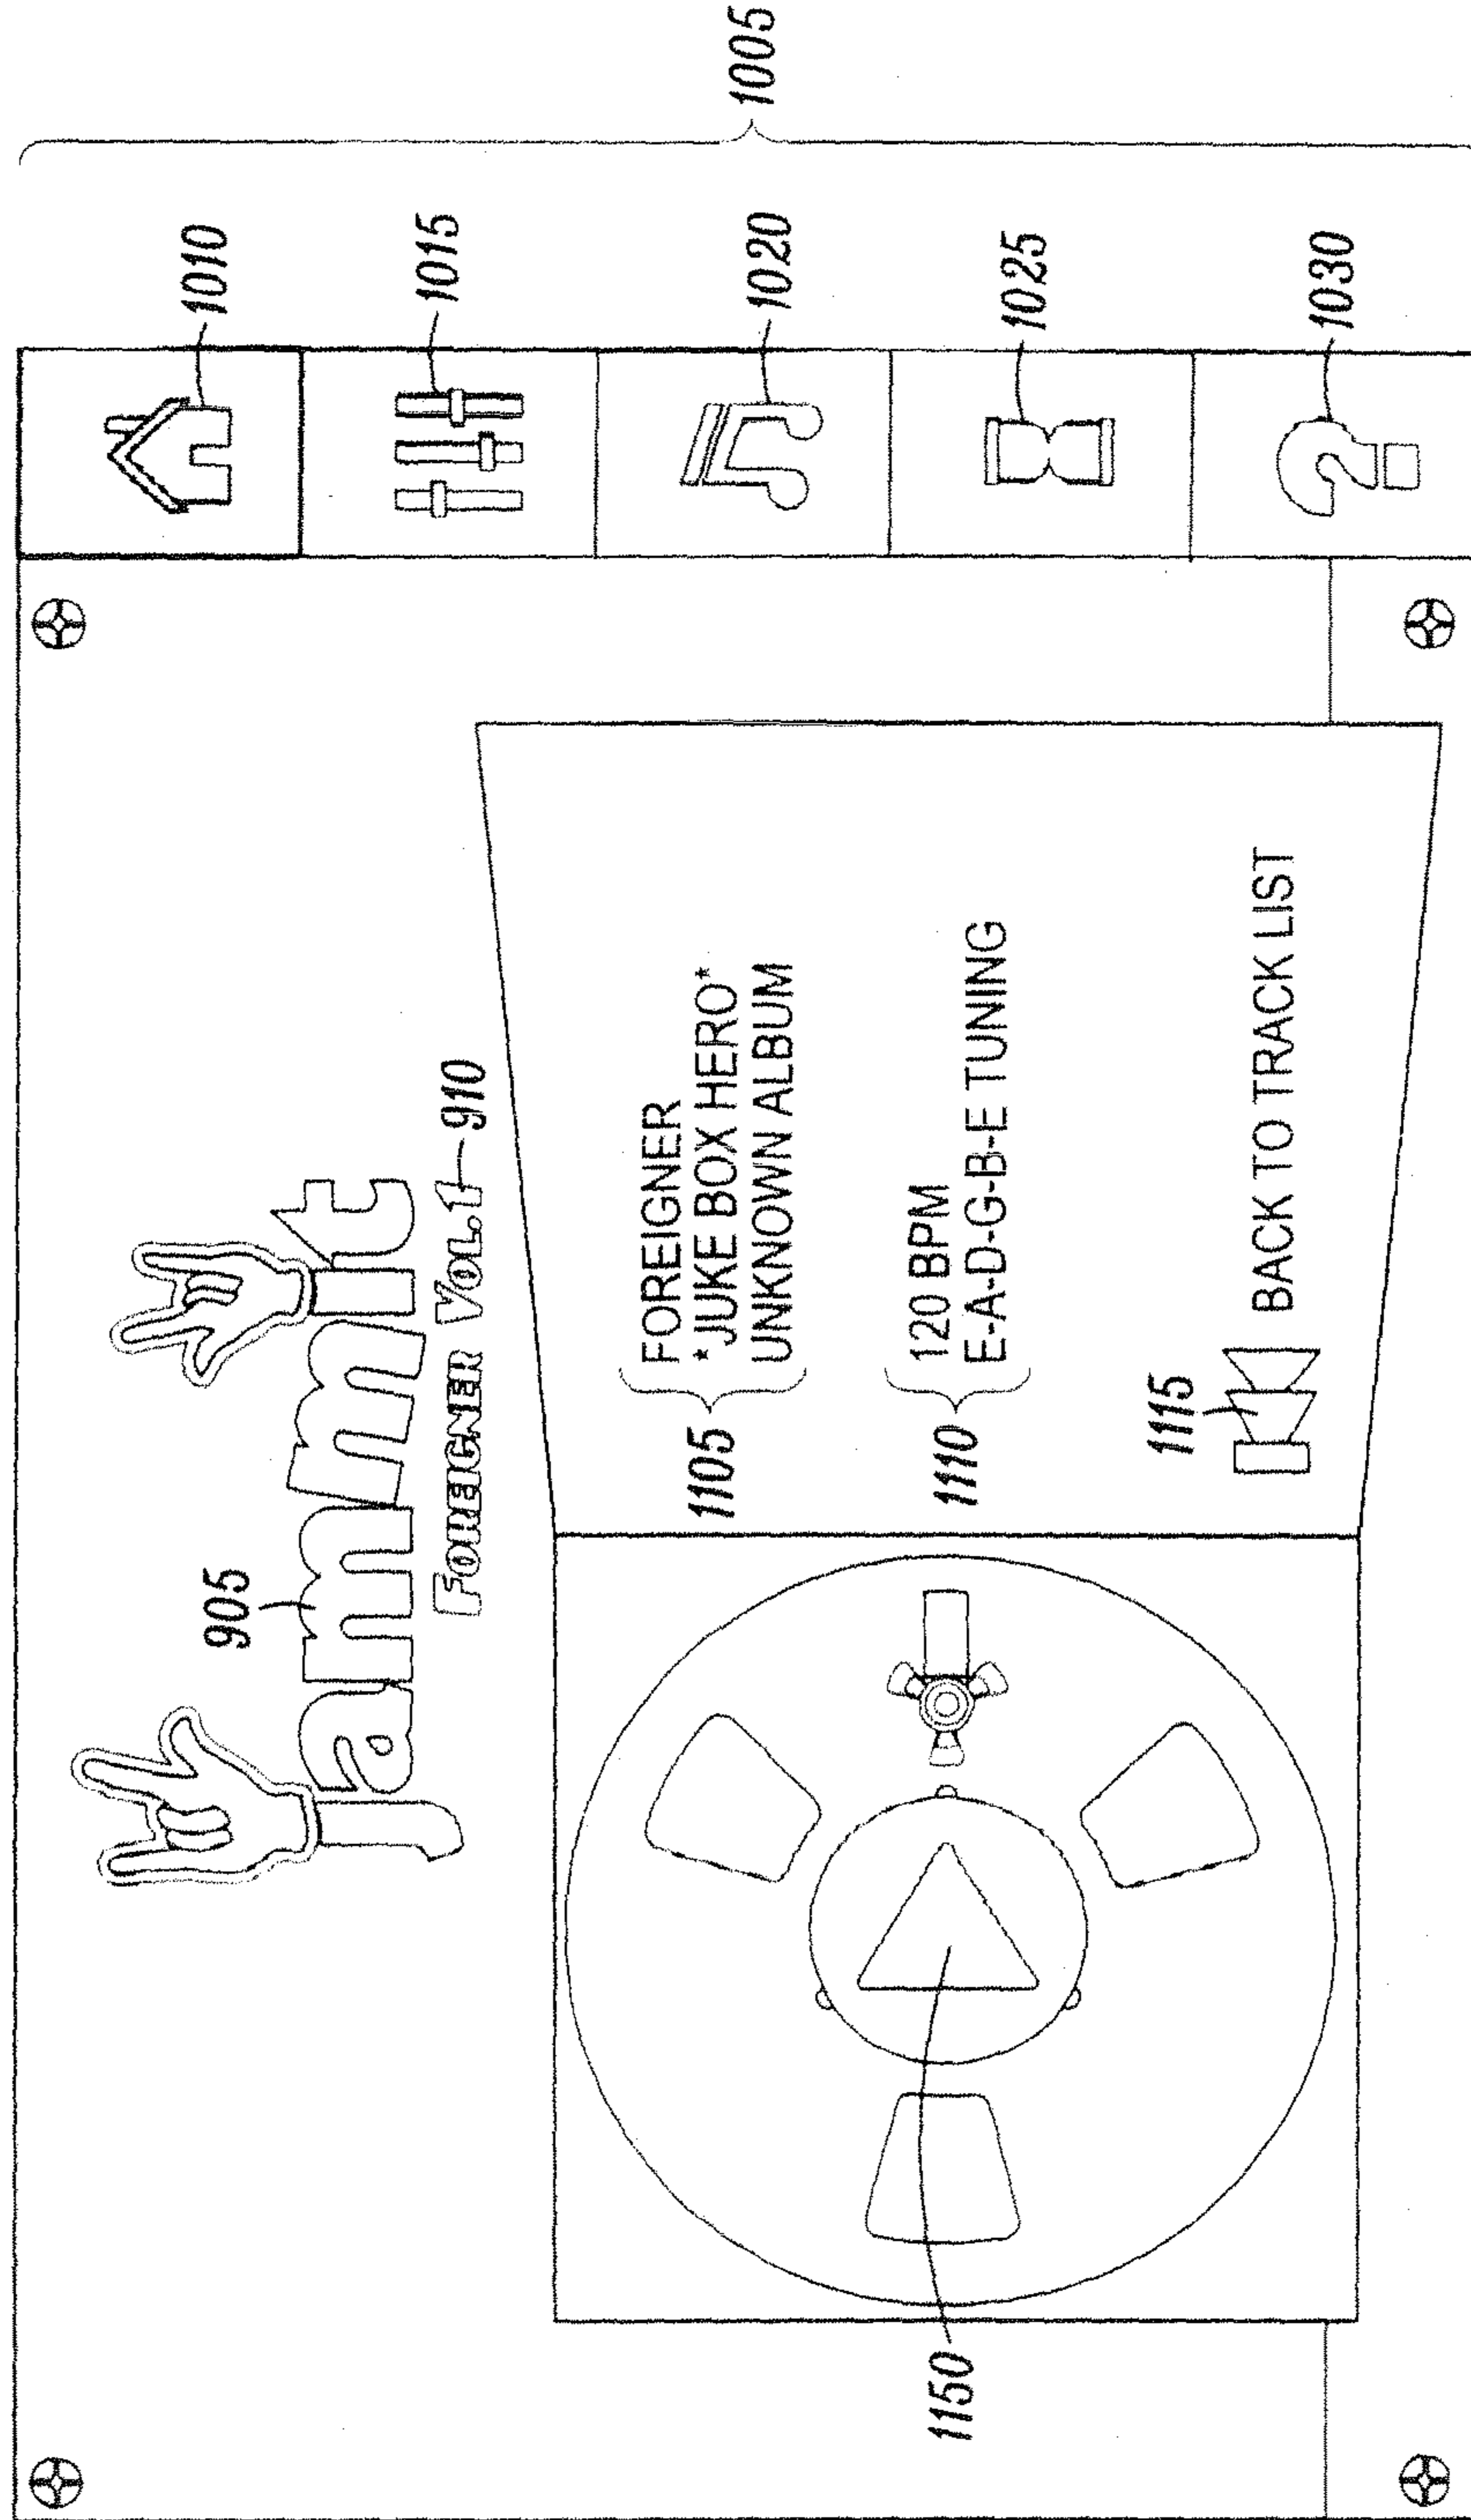 905
Jammit
FOREIGNER VOL.1
910
1105
FOREIGNER
*JUKE BOX HERO*
UNKNOWN ALBUM
1110
120 BPM
E-A-D-G-B-E TUNING
1115
BACK TO TRACK LIST
1150
1010
1015
1020
1025
1030
1005